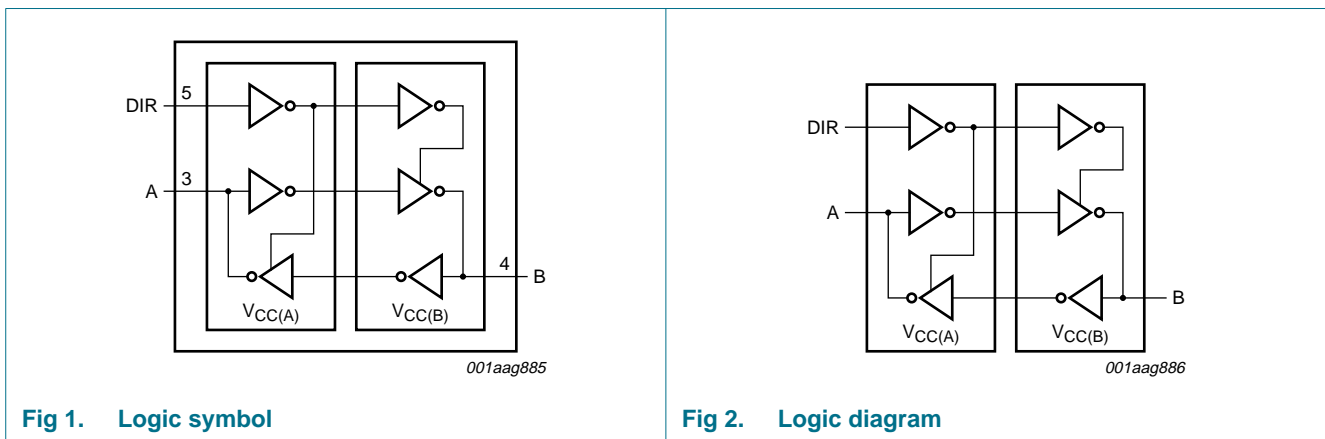 DIR
5
A
3
4
B
VCC(A)
VCC(B)
001aag885
Fig 1. Logic symbol
DIR
A
B
VCC(A)
VCC(B)
001aag886
Fig 2. Logic diagram